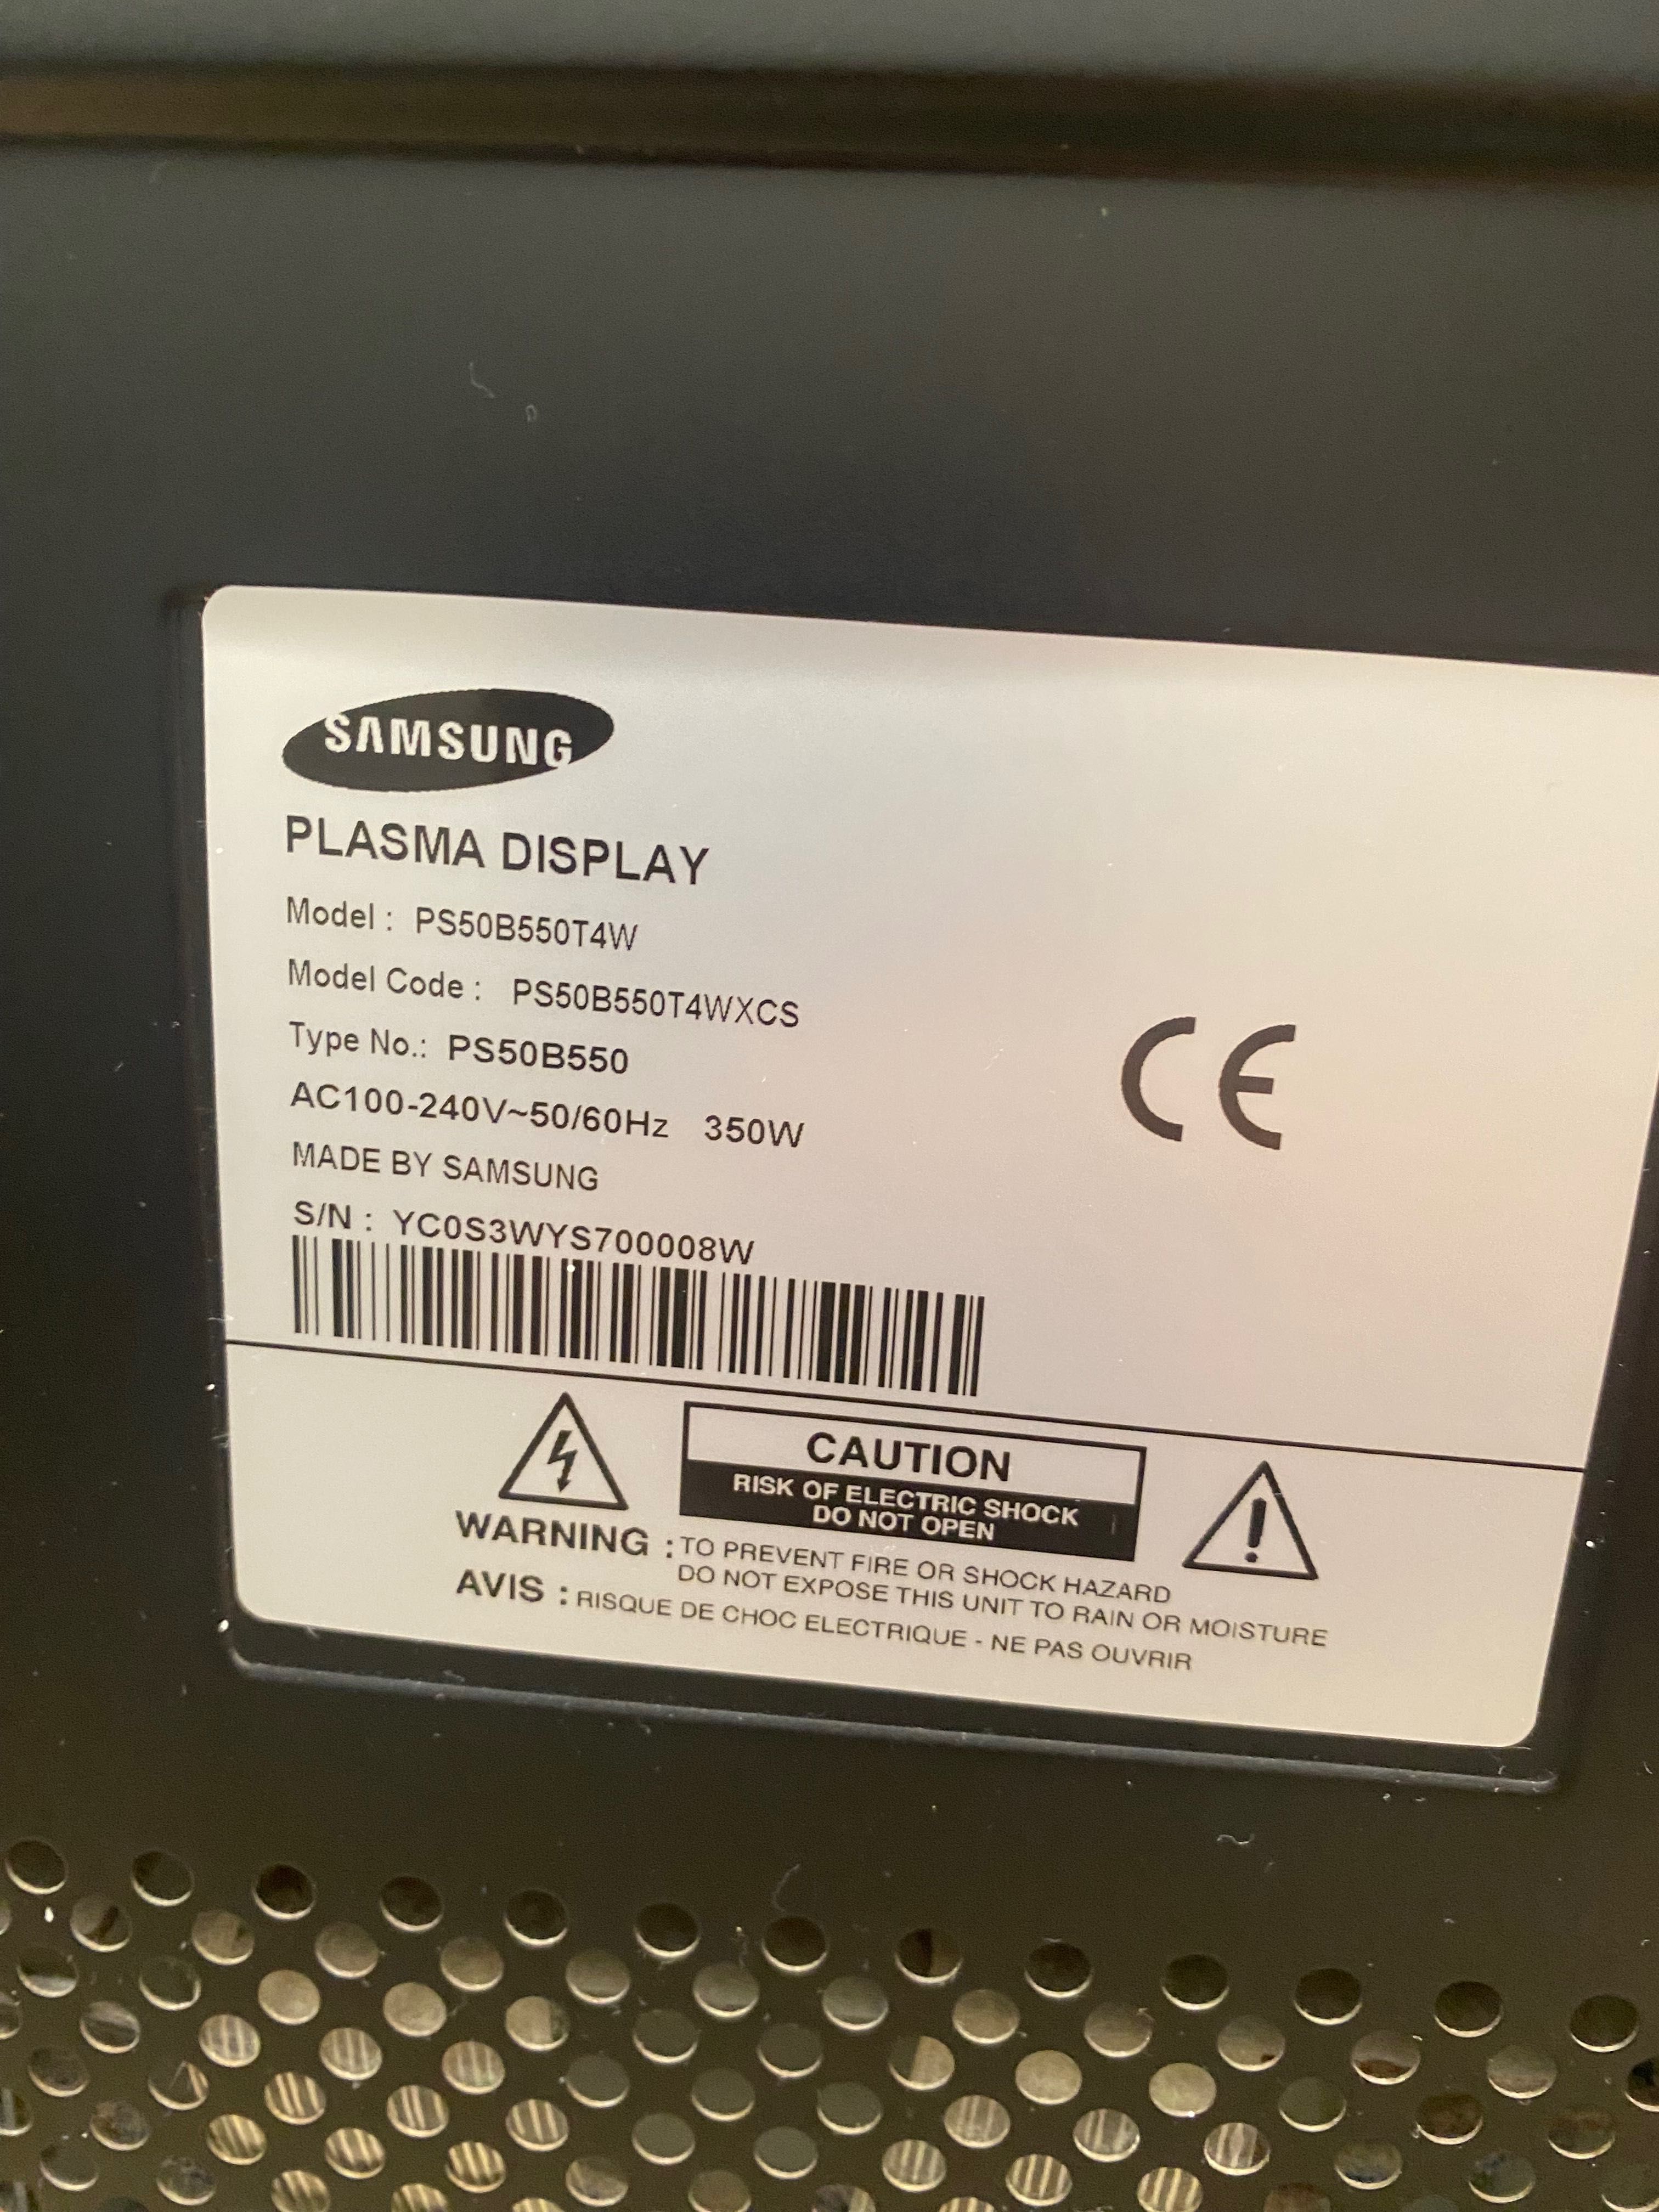 SAMSUNG
PLASMA DISPLAY
Model : PS50B550T4W
Model Code : PS50B550T4WXCS
Type No.: PS50B550
AC100-240V~50/60Hz 350W
MADE BY SAMSUNG
S/N : YC0S3WYS700008W
CE
CAUTION
RISK OF ELECTRIC SHOCK
DO NOT OPEN
WARNING : TO PREVENT FIRE OR SHOCK HAZARD
DO NOT EXPOSE THIS UNIT TO RAIN OR MOISTURE
AVIS : RISQUE DE CHOC ELECTRIQUE - NE PAS OUVRIR